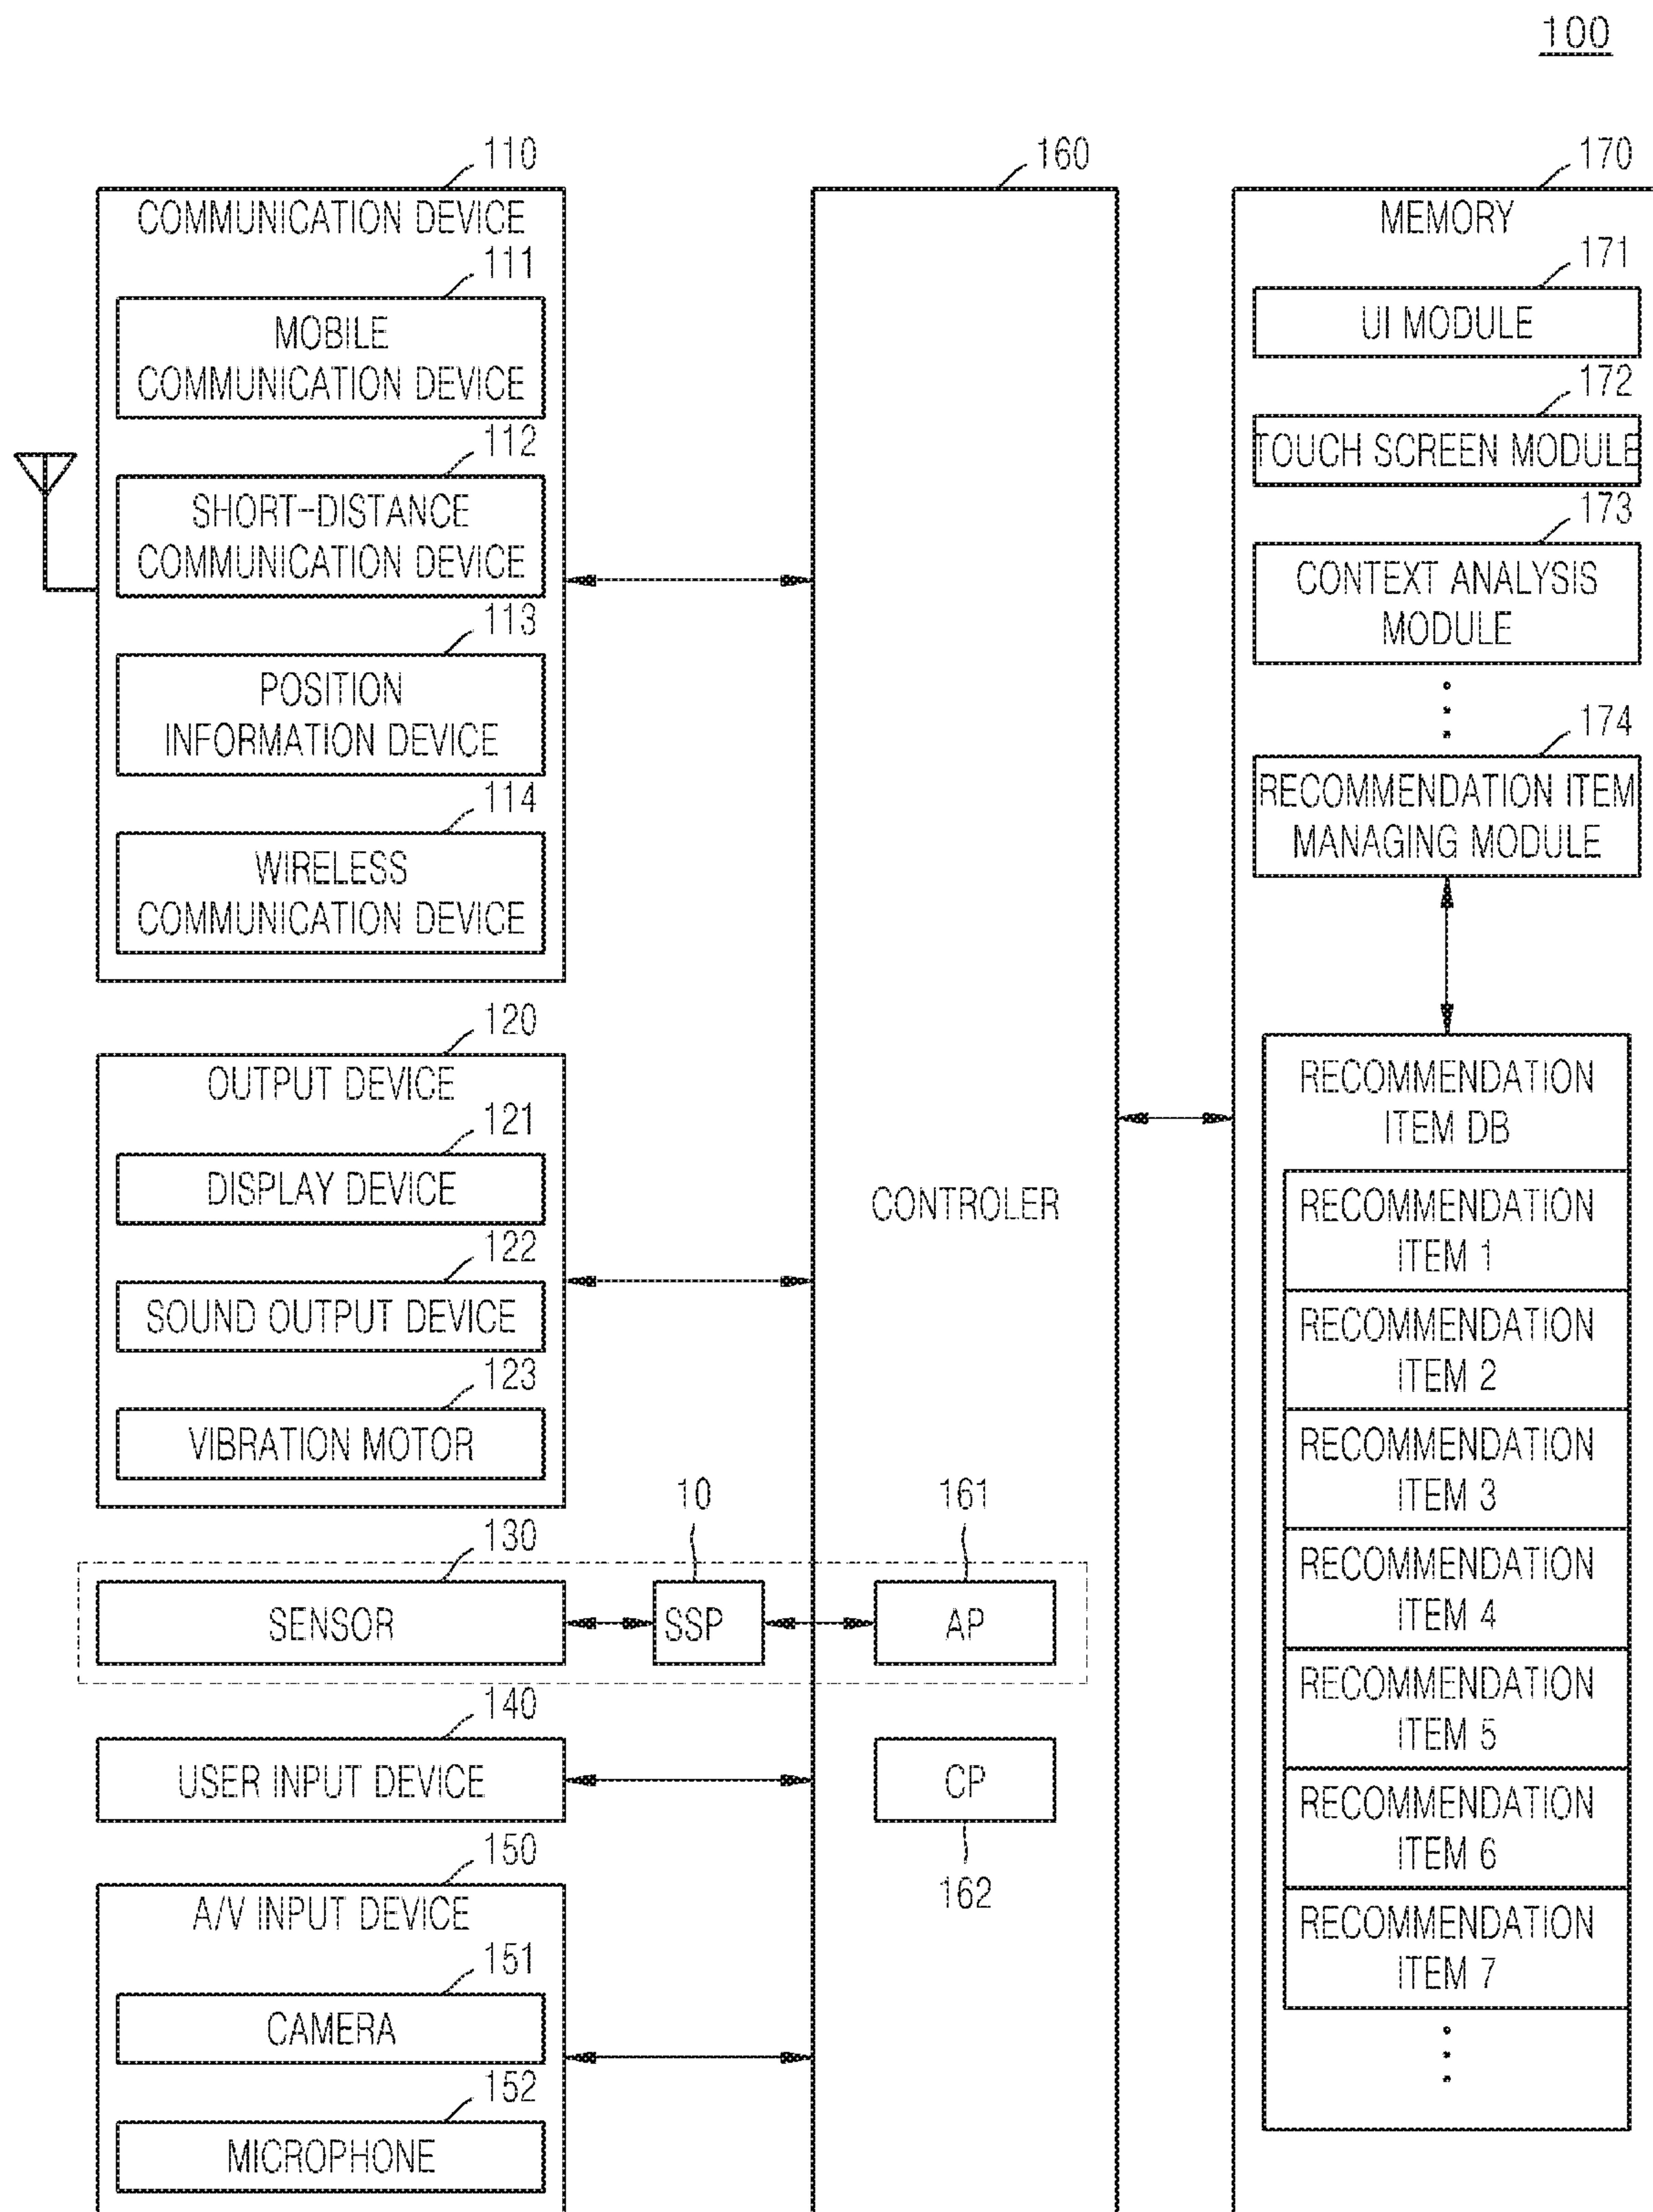 100
110
COMMUNICATION DEVICE
111
MOBILE
COMMUNICATION DEVICE
112
SHORT-DISTANCE
COMMUNICATION DEVICE
113
POSITION
INFORMATION DEVICE
114
WIRELESS
COMMUNICATION DEVICE
120
OUTPUT DEVICE
121
DISPLAY DEVICE
122
SOUND OUTPUT DEVICE
123
VIBRATION MOTOR
130
SENSOR
10
SSP
140
USER INPUT DEVICE
150
A/V INPUT DEVICE
151
CAMERA
152
MICROPHONE
160
CONTROLER
161
AP
CP
162
170
MEMORY
171
UI MODULE
172
TOUCH SCREEN MODULE
173
CONTEXT ANALYSIS
MODULE
174
RECOMMENDATION ITEM
MANAGING MODULE
RECOMMENDATION
ITEM DB
RECOMMENDATION
ITEM 1
RECOMMENDATION
ITEM 2
RECOMMENDATION
ITEM 3
RECOMMENDATION
ITEM 4
RECOMMENDATION
ITEM 5
RECOMMENDATION
ITEM 6
RECOMMENDATION
ITEM 7